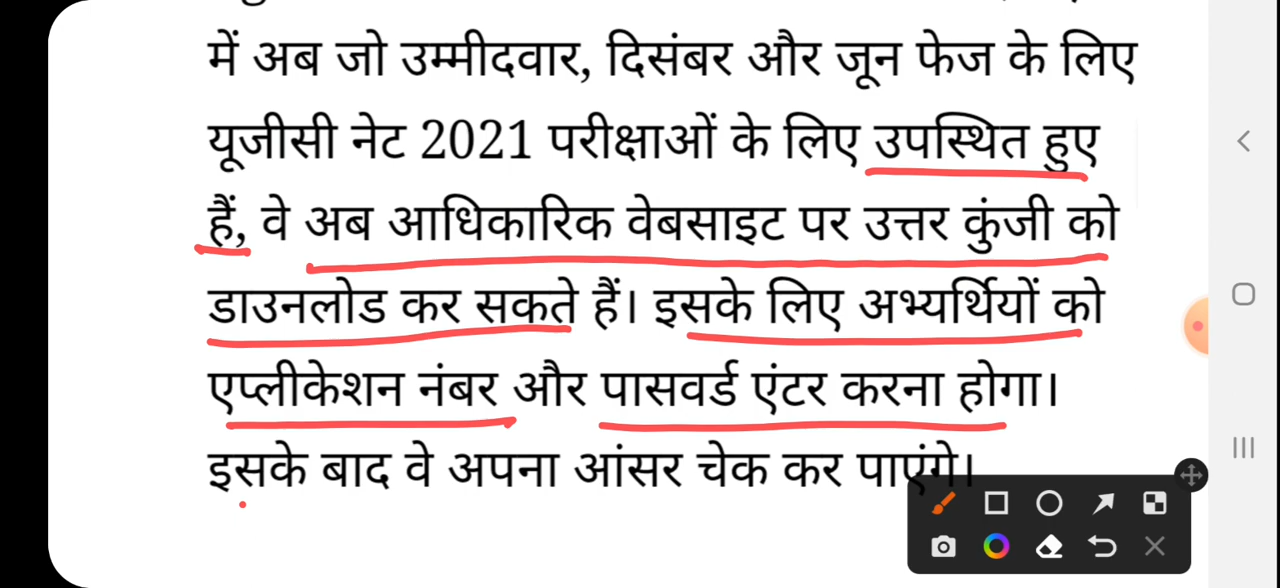 में अब जो उम्मीदवार, दिसंबर और जून फेज के लिए
यूजीसी नेट 2021 परीक्षाओं के लिए उपस्थित हुए
हैं, वे अब आधिकारिक वेबसाइट पर उत्तर कुंजी को
डाउनलोड कर सकते हैं। इसके लिए अभ्यर्थियों को
एप्लीकेशन नंबर और पासवर्ड एंटर करना होगा।
इसके बाद वे अपना आंसर चेक कर पाएंगे।